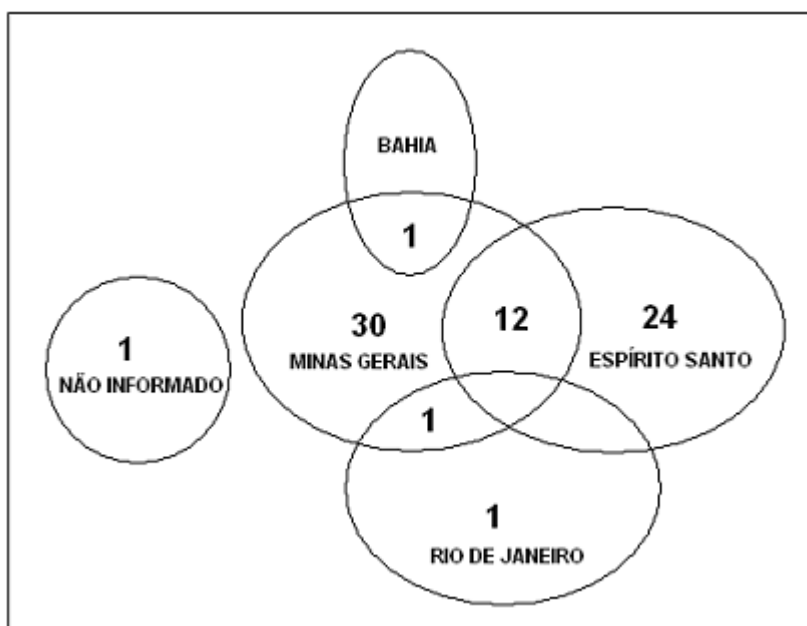 BAHIA
1
30
MINAS GERAIS
12
24
ESPÍRITO SANTO
1
NÃO INFORMADO
1
1
RIO DE JANEIRO